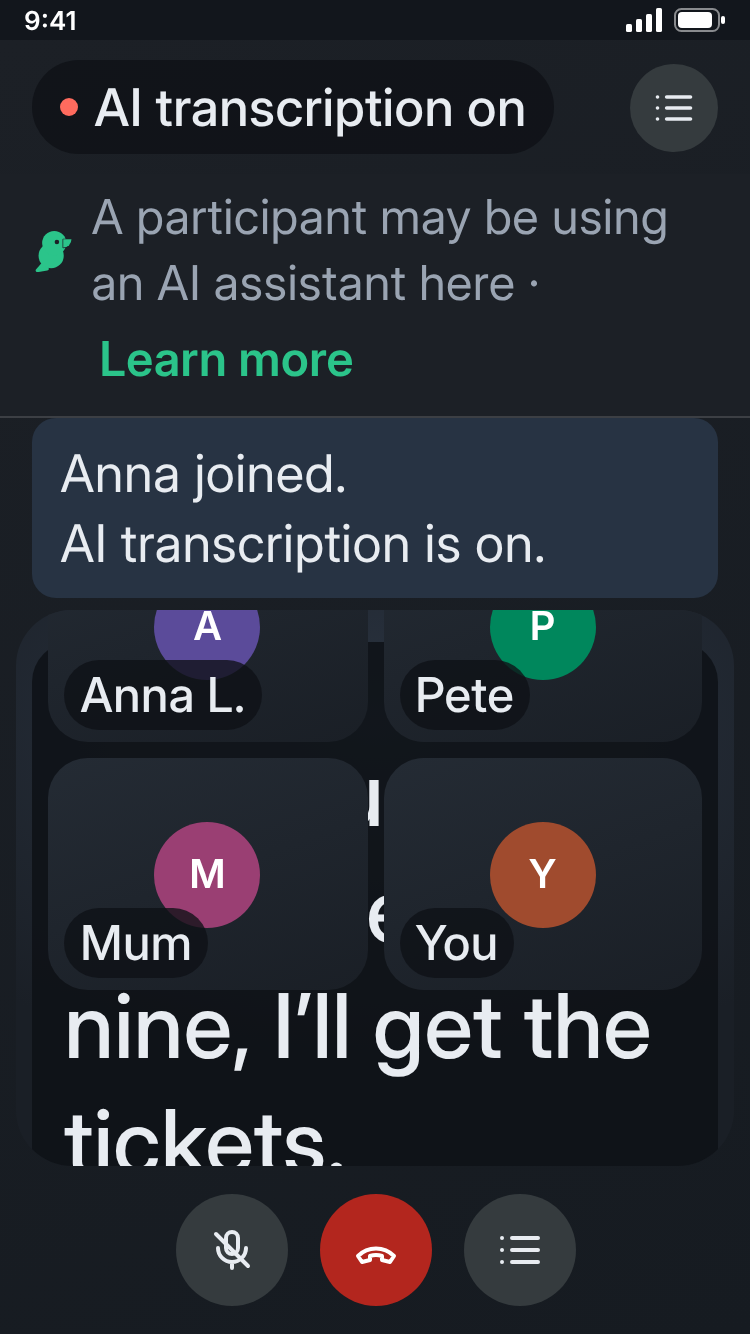 9:41
AI transcription on
A participant may be using
an AI assistant here ·
Learn more
Anna joined.
AI transcription is on.
A
P
Anna L.
Pete
M
Y
Mum
You
nine, I’ll get the
tickets.